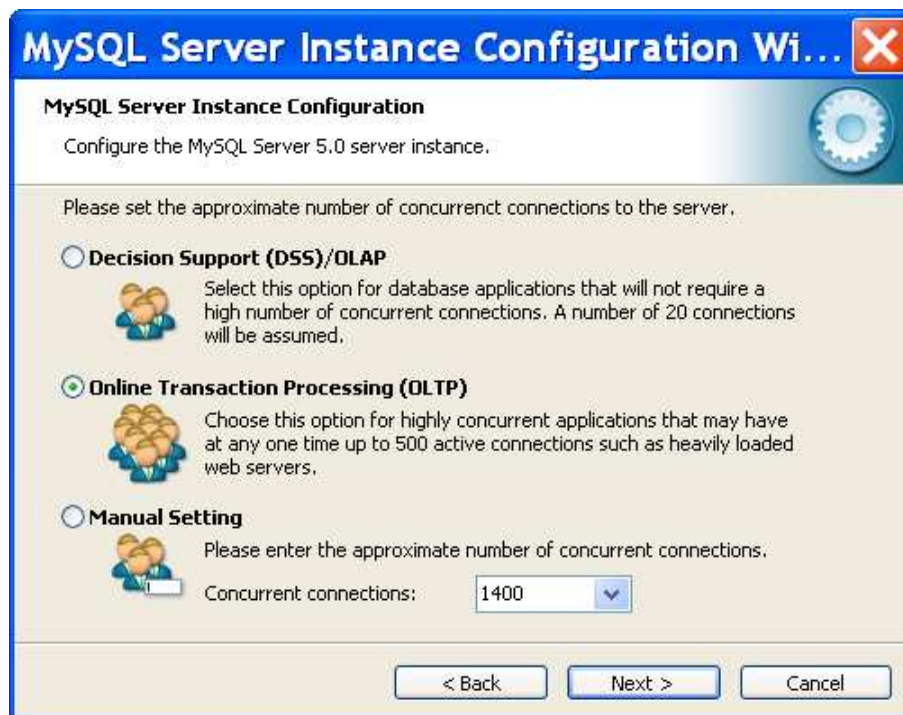 MySQL Server Instance Configuration Wi...
MySQL Server Instance Configuration
Configure the MySQL Server 5.0 server instance.
Please set the approximate number of concurrenct connections to the server.
Decision Support (DSS)/OLAP
Select this option for database applications that will not require a
high number of concurrent connections. A number of 20 connections
will be assumed.
Online Transaction Processing (OLTP)
Choose this option for highly concurrent applications that may have
at any one time up to 500 active connections such as heavily loaded
web servers.
Manual Setting
Please enter the approximate number of concurrent connections.
Concurrent connections: 1400
< Back Next > Cancel